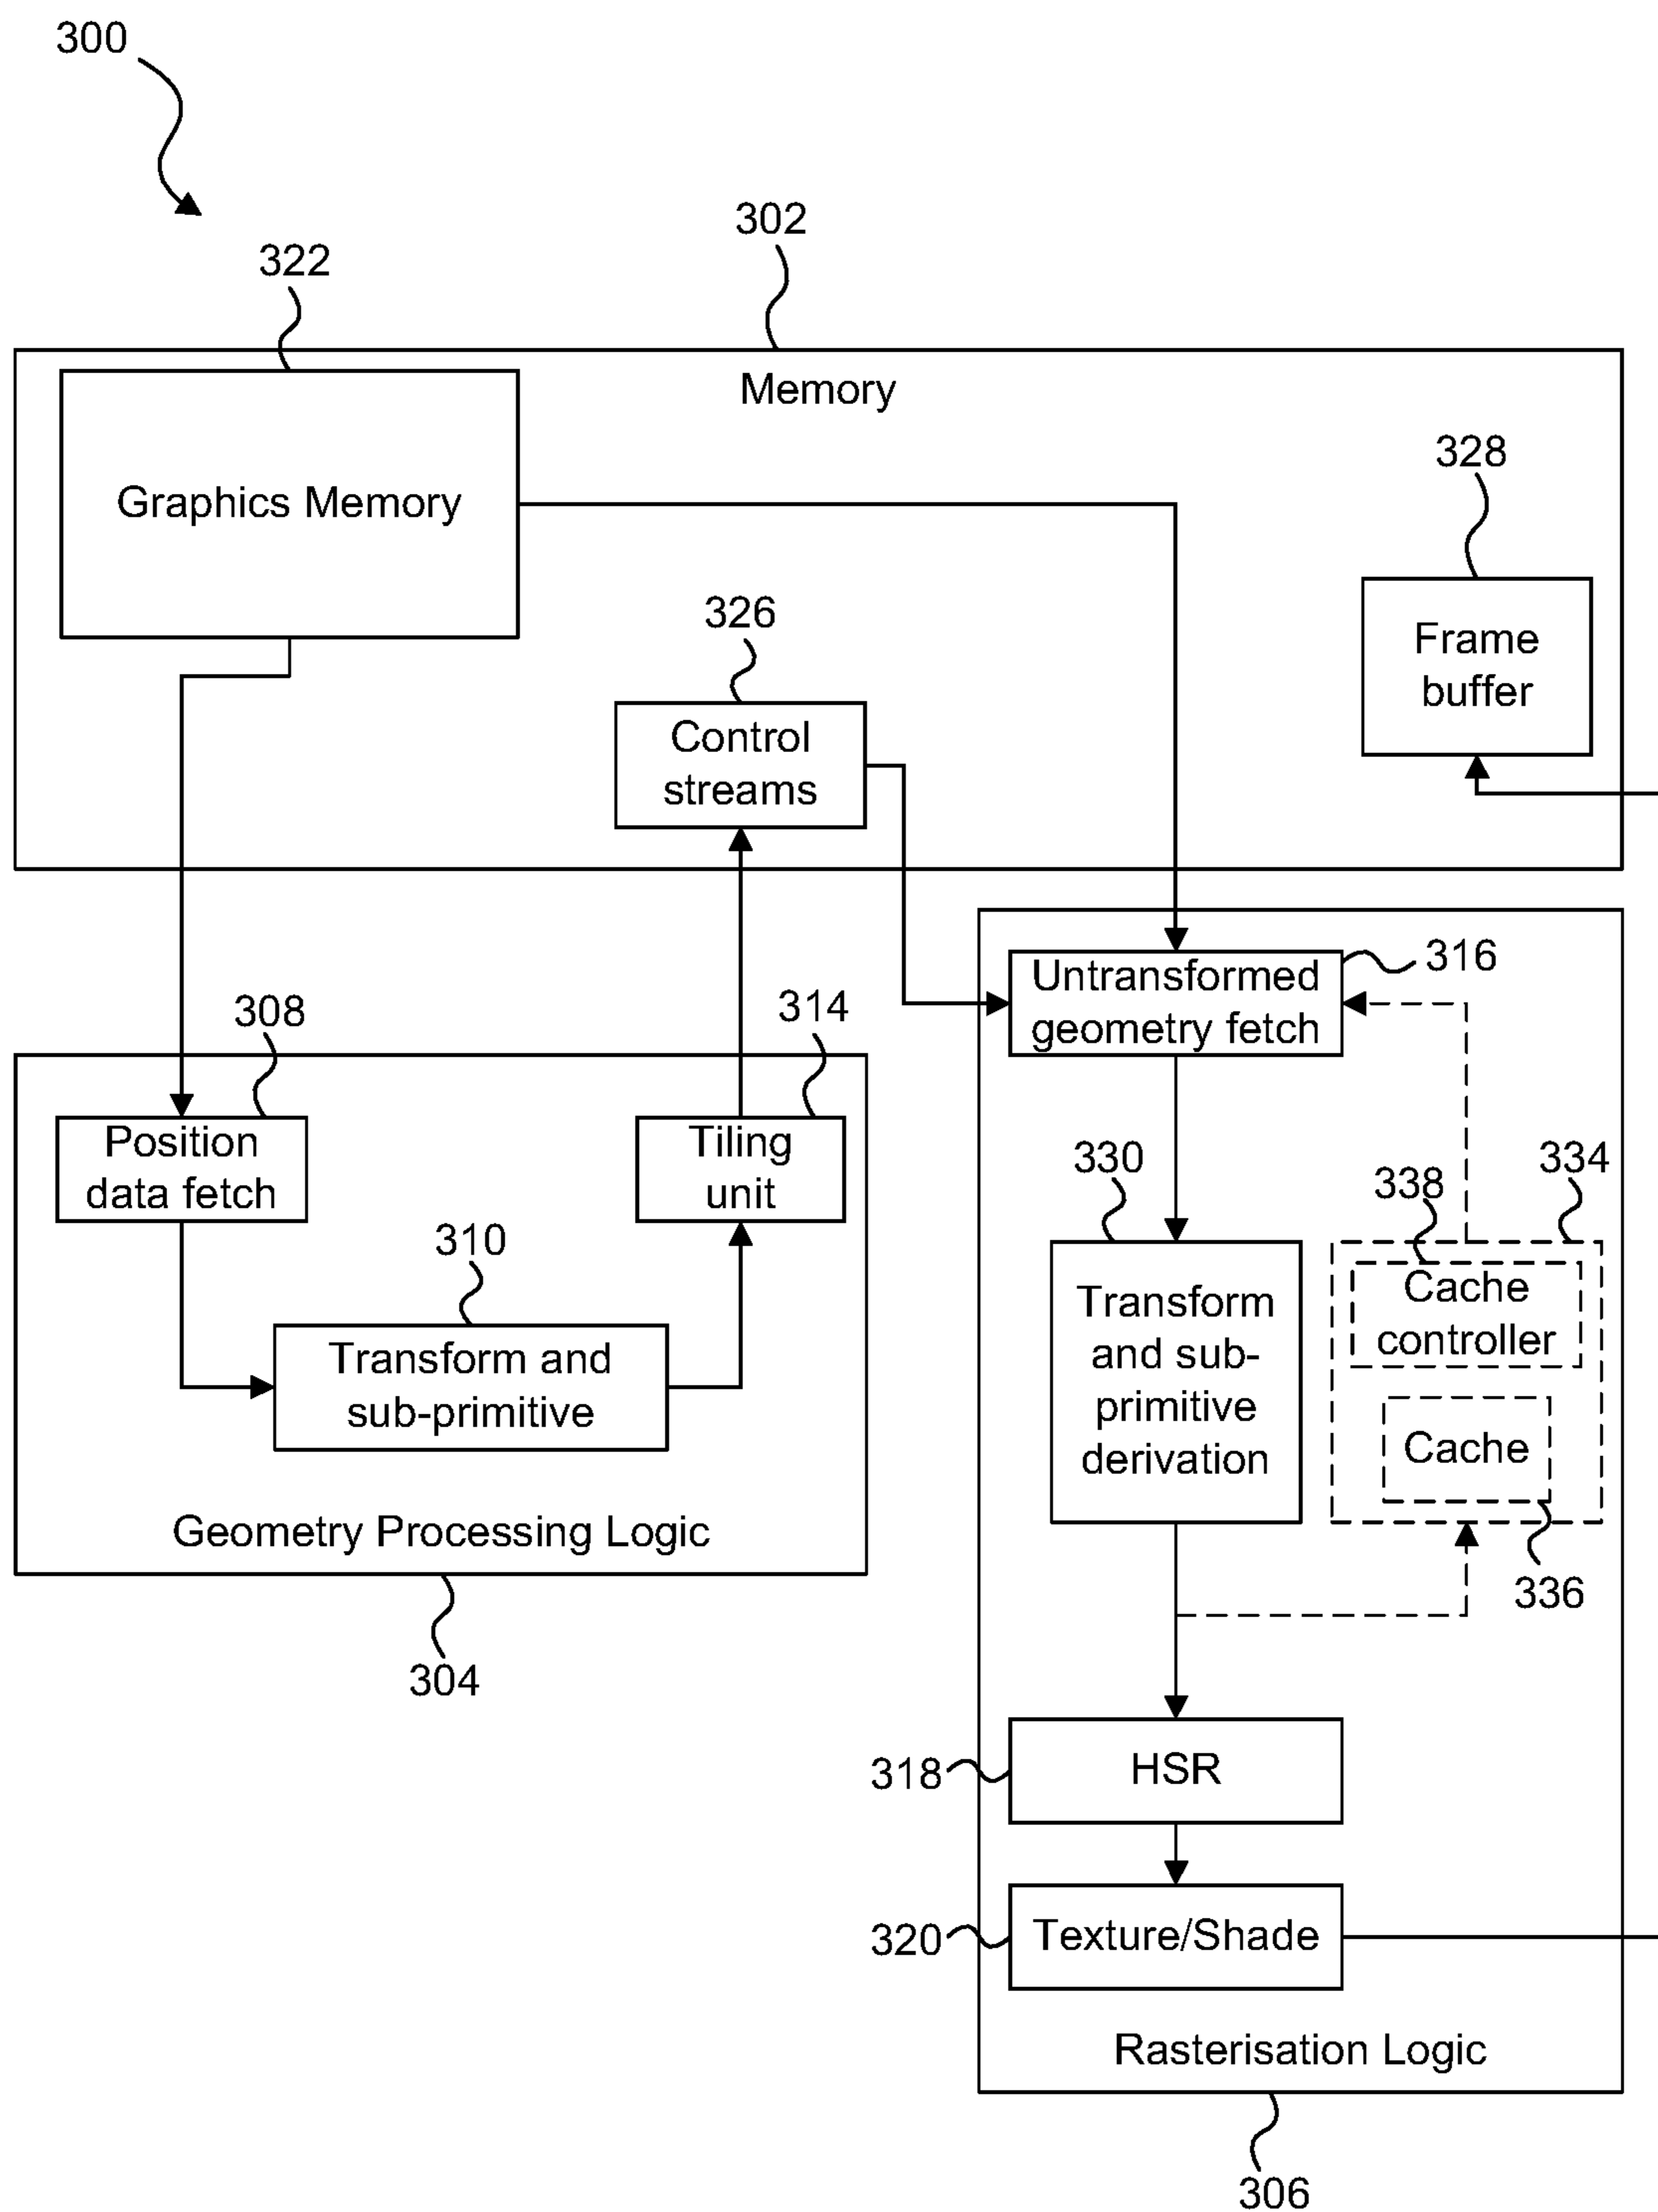 300
302
322
Memory
Graphics Memory
328
Frame
buffer
326
Control
streams
316
Untransformed
geometry fetch
308
314
Position
data fetch
Tiling
unit
310
Transform and
sub-primitive
Geometry Processing Logic
304
330
338
334
Transform
and sub-
primitive
derivation
Cache
controller
Cache
336
318
HSR
320
Texture/Shade
Rasterisation Logic
306